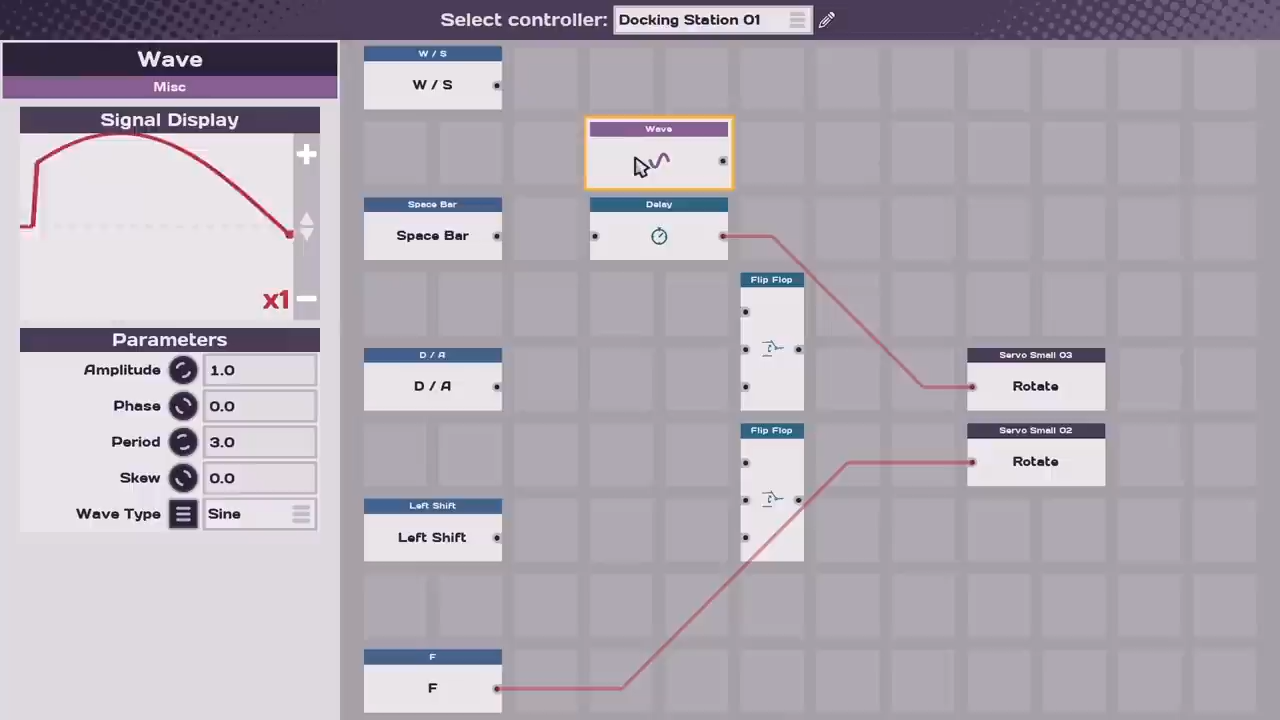 Select controller: Docking Station 01
Wave
Misc
Signal Display
x1
Parameters
Amplitude 1.0
Phase 0.0
Period 3.0
Skew 0.0
Wave Type Sine
W / S
W / S
Wave
Space Bar
Space Bar
Delay
Flip Flop
D / A
D / A
Servo Small 03
Rotate
Flip Flop
Servo Small 02
Rotate
Left Shift
Left Shift
F
F